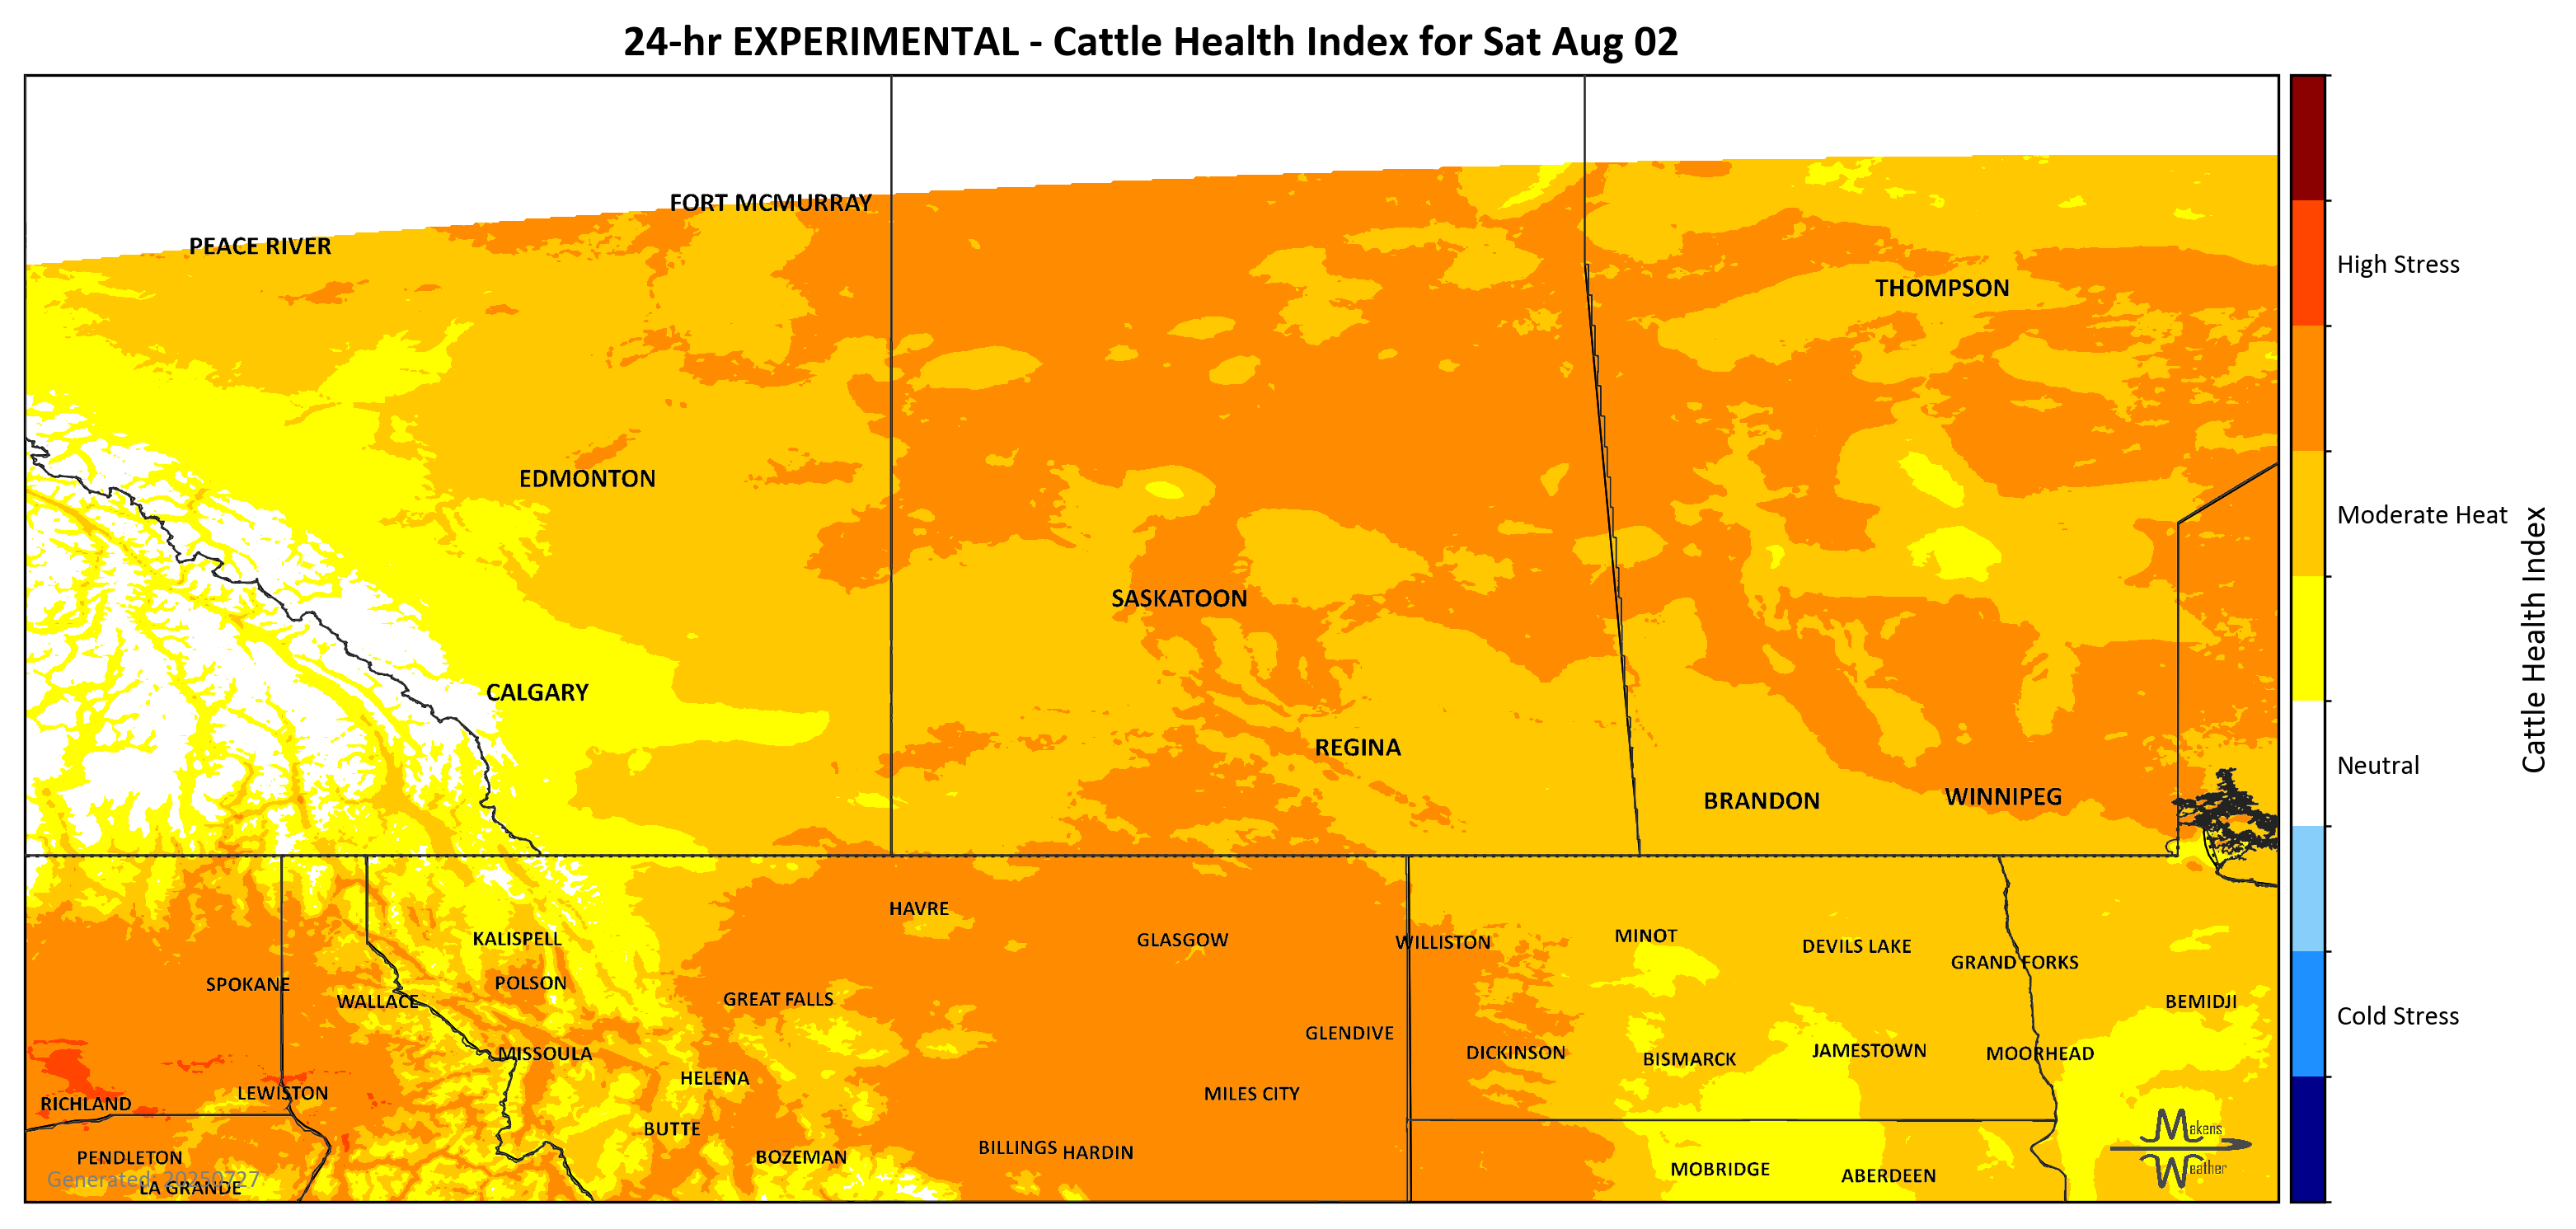 24-hr EXPERIMENTAL - Cattle Health Index for Sat Aug 02
FORT MCMURRAY
PEACE RIVER
High Stress
THOMPSON
EDMONTON
Moderate Heat
SASKATOON
Cattle Health Index
CALGARY
REGINA
Neutral
BRANDON
WINNIPEG
HAVRE
KALISPELL
GLASGOW
WILLISTON
MINOT
DEVILS LAKE
GRAND FORKS
SPOKANE
POLSON
WALLACE
GREAT FALLS
BEMIDJI
Cold Stress
GLENDIVE
MISSOULA
DICKINSON
BISMARCK
JAMESTOWN
MOORHEAD
HELENA
LEWISTON
MILES CITY
RICHLAND
BUTTE
Makens
Weather
BILLINGS
HARDIN
PENDLETON
BOZEMAN
MOBRIDGE
ABERDEEN
Generated: 20250727
LA GRANDE